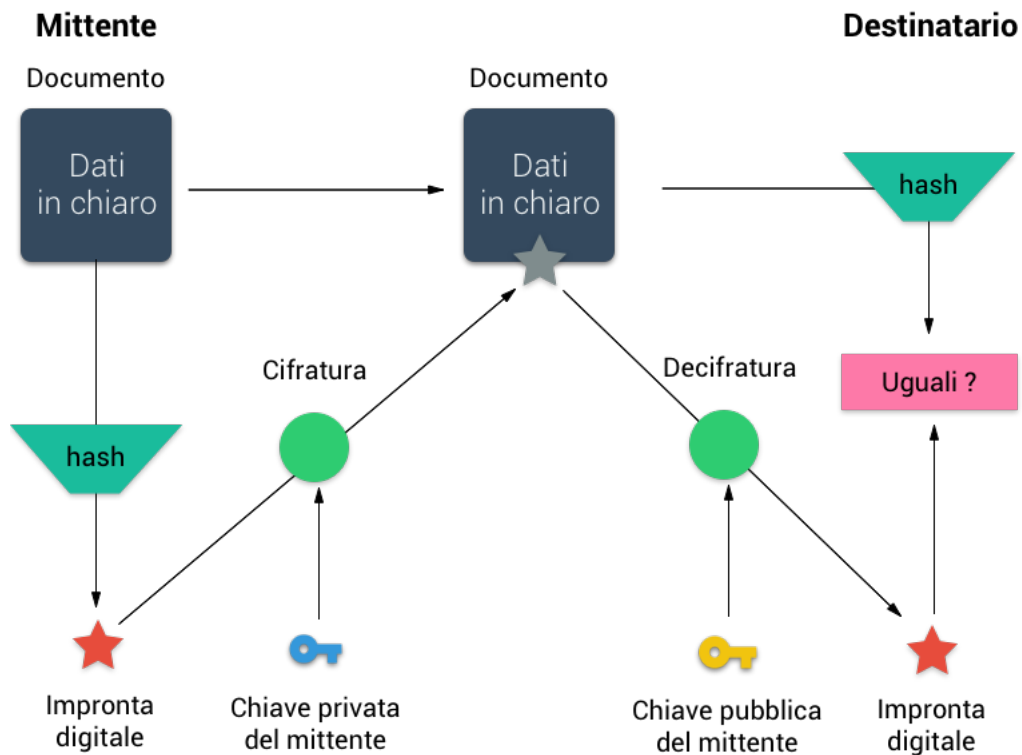 Mittente
Destinatario
Documento
Documento
Dati
in chiaro
Dati
in chiaro
hash
Cifratura
Decifratura
Uguali ?
hash
Impronta
digitale
Chiave privata
del mittente
Chiave pubblica
del mittente
Impronta
digitale